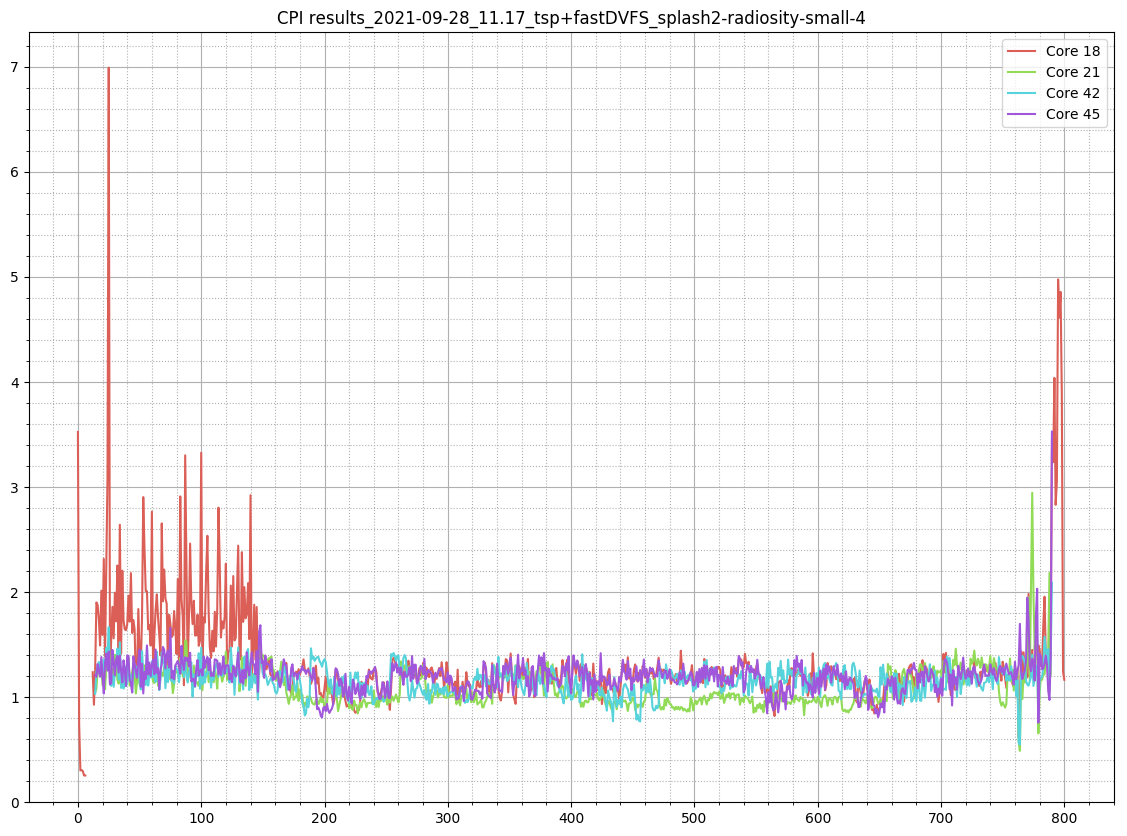 CPI results_2021-09-28_11.17_tsp+fastDVFS_splash2-radiosity-small-4
Core 18
Core 21
Core 42
Core 45
7
6
5
4
3
2
1
0
0 100 200 300 400 500 600 700 800